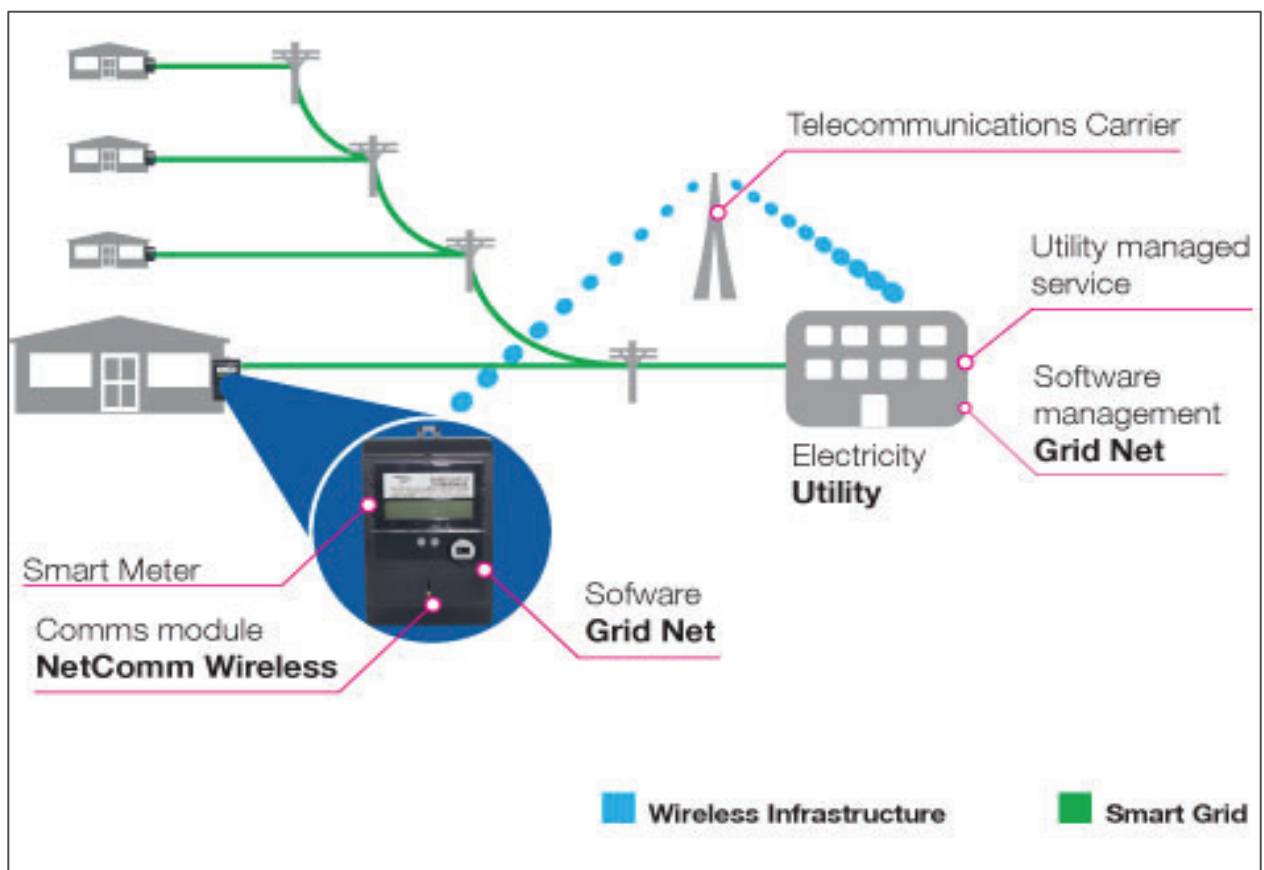 Telecommunications Carrier
Utility managed
service
Software
management
Grid Net
Electricity
Utility
Smart Meter
Comms module
NetComm Wireless
Sofware
Grid Net
Wireless Infrastructure
Smart Grid